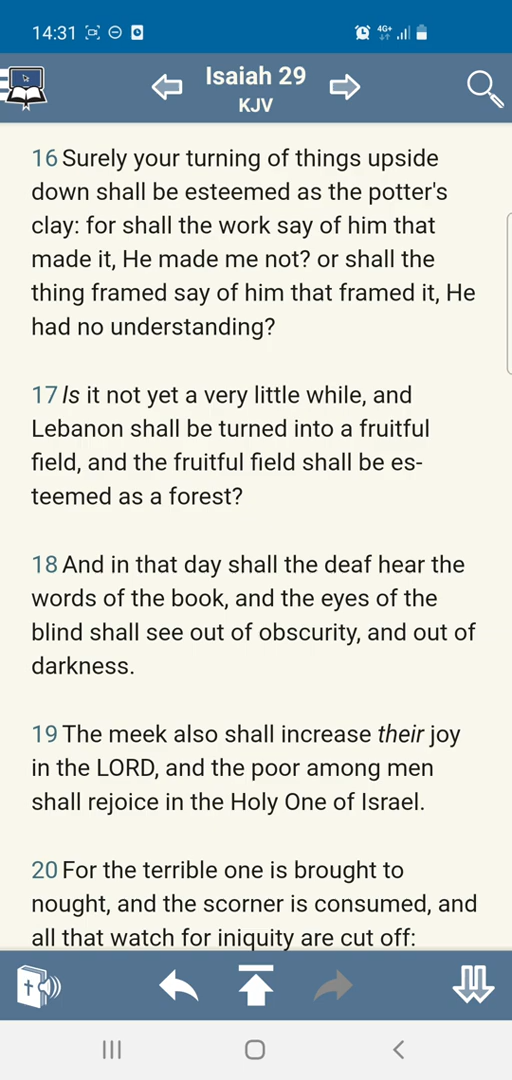 14:31
4G+
Isaiah 29
KJV
16 Surely your turning of things upside
down shall be esteemed as the potter's
clay: for shall the work say of him that
made it, He made me not? or shall the
thing framed say of him that framed it, He
had no understanding?
17 Is it not yet a very little while, and
Lebanon shall be turned into a fruitful
field, and the fruitful field shall be es-
teemed as a forest?
18 And in that day shall the deaf hear the
words of the book, and the eyes of the
blind shall see out of obscurity, and out of
darkness.
19 The meek also shall increase their joy
in the LORD, and the poor among men
shall rejoice in the Holy One of Israel.
20 For the terrible one is brought to
nought, and the scorner is consumed, and
all that watch for iniquity are cut off: